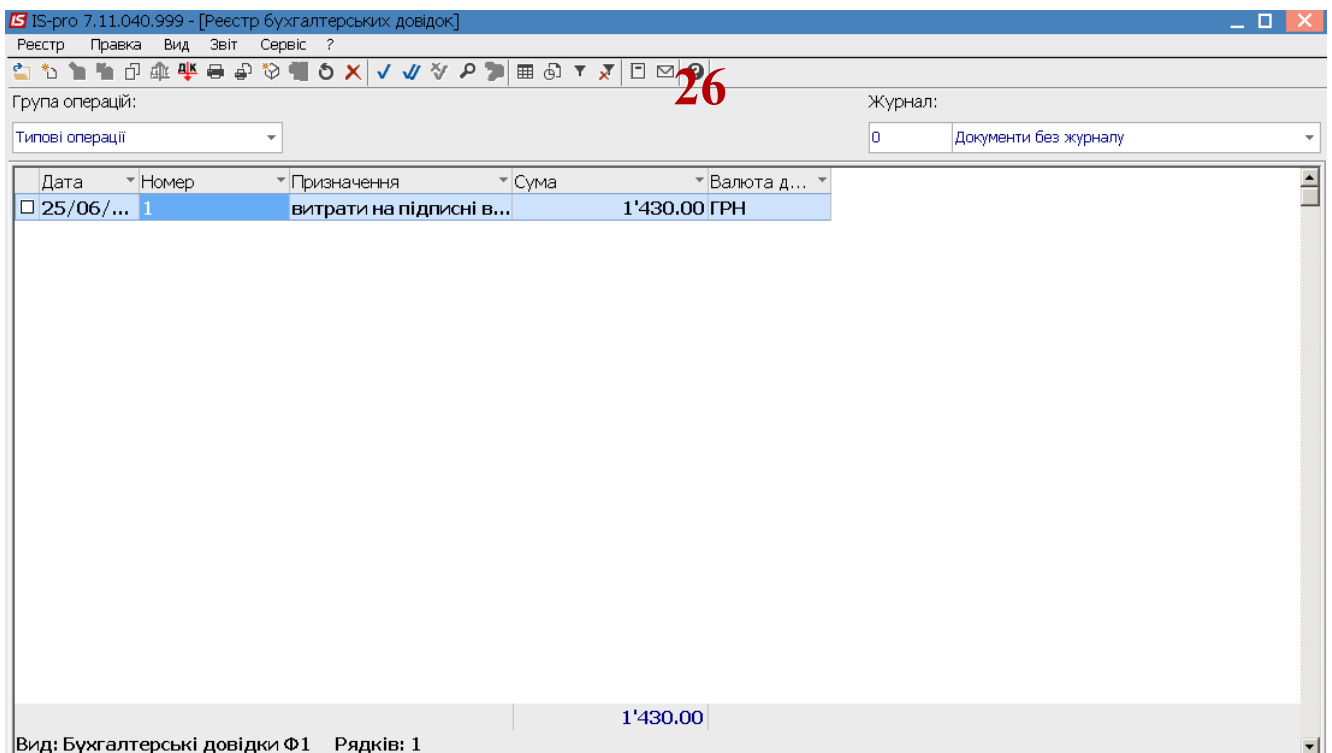 IS-pro 7.11.040.999 - [Реєстр бухгалтерських довідок]
Реєстр Правка Вид Звіт Сервіс ?
26
Група операцій: Журнал:
Типові операції 0 Документи без журналу
Дата Номер Призначення Сума Валюта д...
25/06/... 1 витрати на підписні в... 1'430.00 ГРН
1'430.00
Вид: Бухгалтерські довідки Ф1 Рядків: 1